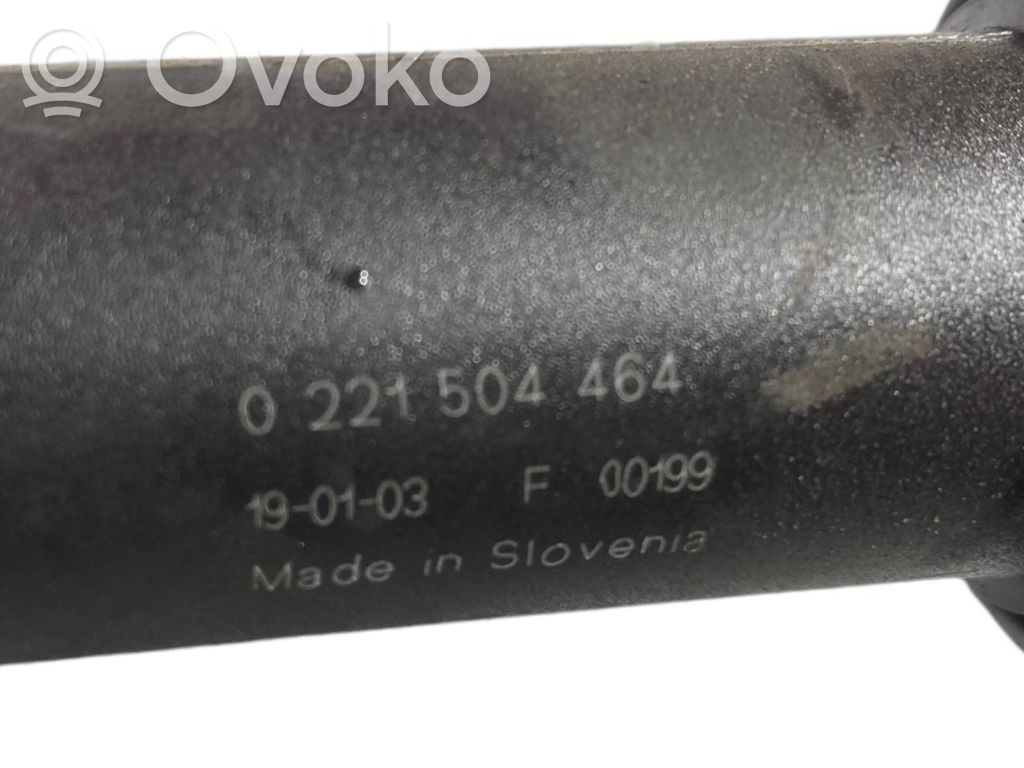 Ovoko
0 221 504 464
19-01-03 F 00199
Made in Slovenia